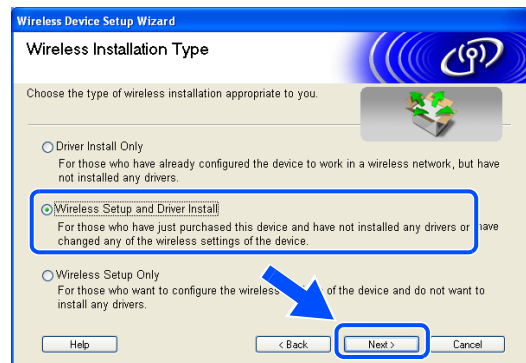 Wireless Device Setup Wizard
Wireless Installation Type
Choose the type of wireless installation appropriate to you.
Driver Install Only
For those who have already configured the device to work in a wireless network, but have
not installed any drivers.
Wireless Setup and Driver Install
For those who have just purchased this device and have not installed any drivers or have
changed any of the wireless settings of the device.
Wireless Setup Only
For those who want to configure the wireless of the device and do not want to
install any drivers.
Help
< Back
Next >
Cancel